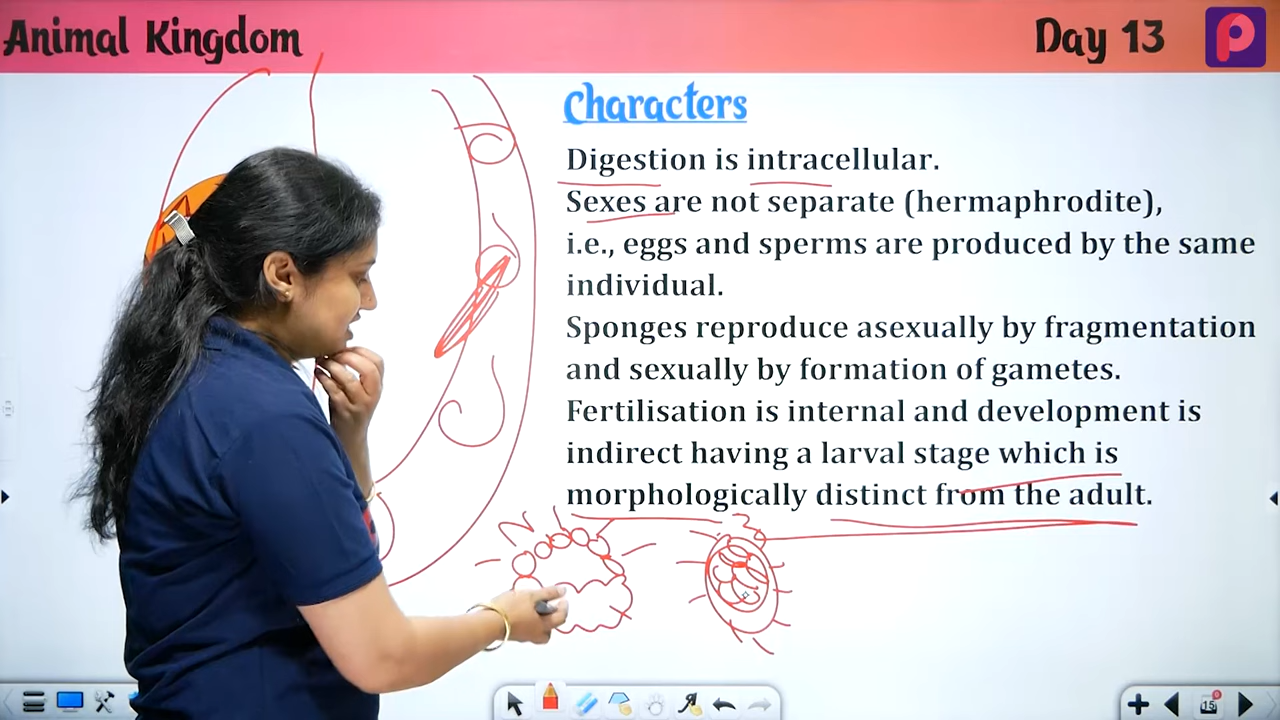 Animal Kingdom
Day 13
Characters
Digestion is intracellular.
Sexes are not separate (hermaphrodite),
i.e., eggs and sperms are produced by the same
individual.
Sponges reproduce asexually by fragmentation
and sexually by formation of gametes.
Fertilisation is internal and development is
indirect having a larval stage which is
morphologically distinct from the adult.
15